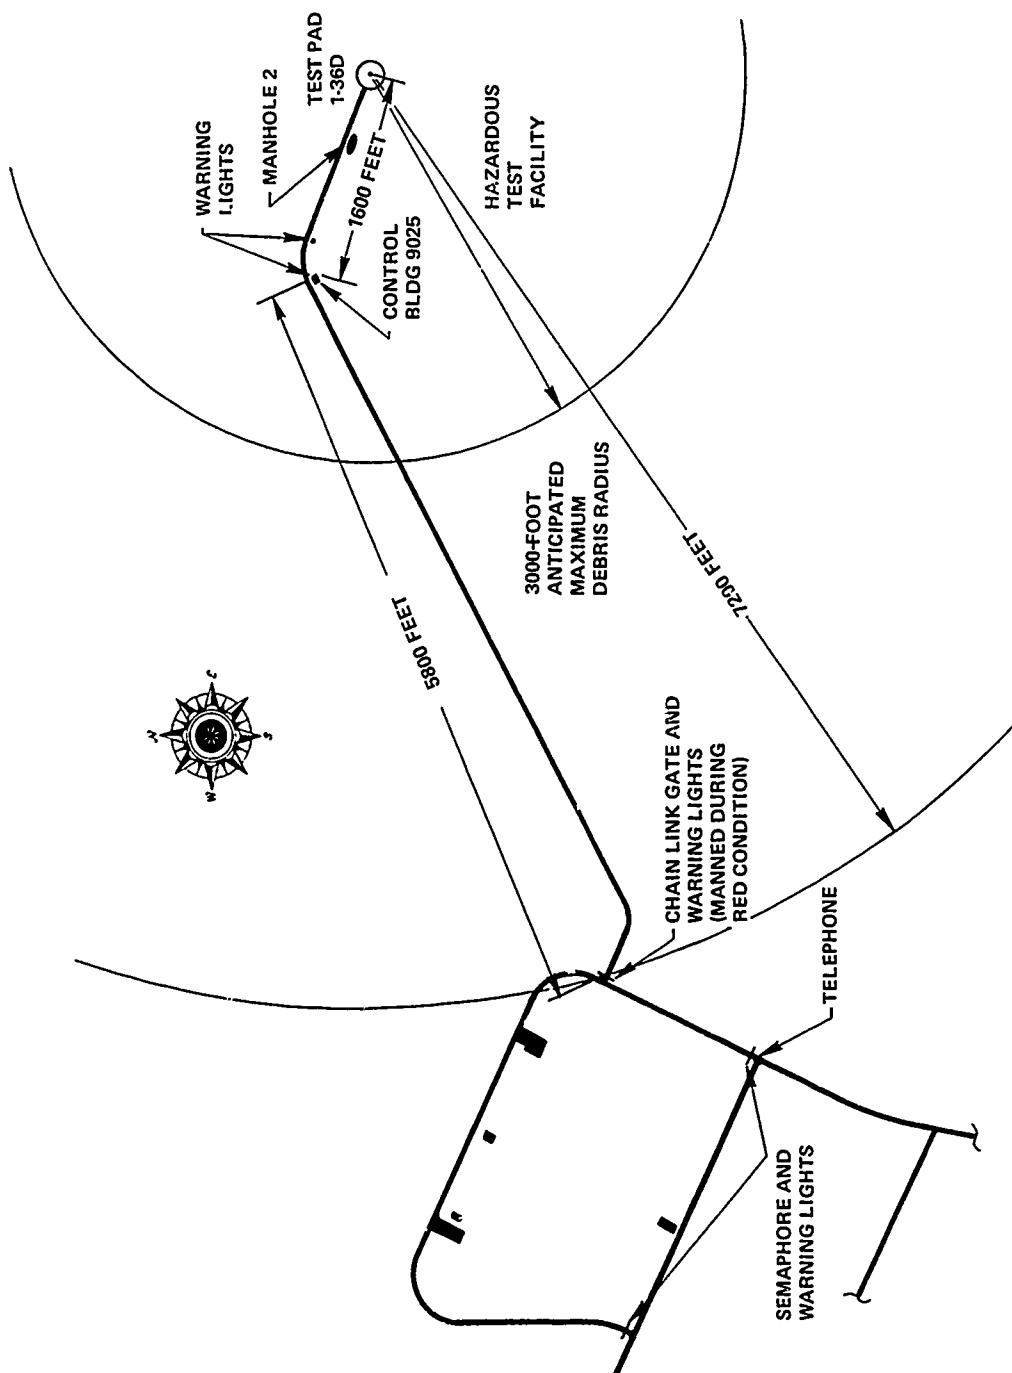 WARNING
LIGHTS
MANHOLE 2
TEST PAD
1-36D
1600 FEET
CONTROL
BLDG 9025
HAZARDOUS
TEST
FACILITY
5800 FEET
3000-FOOT
ANTICIPATED
MAXIMUM
DEBRIS RADIUS
7200 FEET
N
E
S
W
CHAIN LINK GATE AND
WARNING LIGHTS
(MANNED DURING
RED CONDITION)
TELEPHONE
SEMAPHORE AND
WARNING LIGHTS